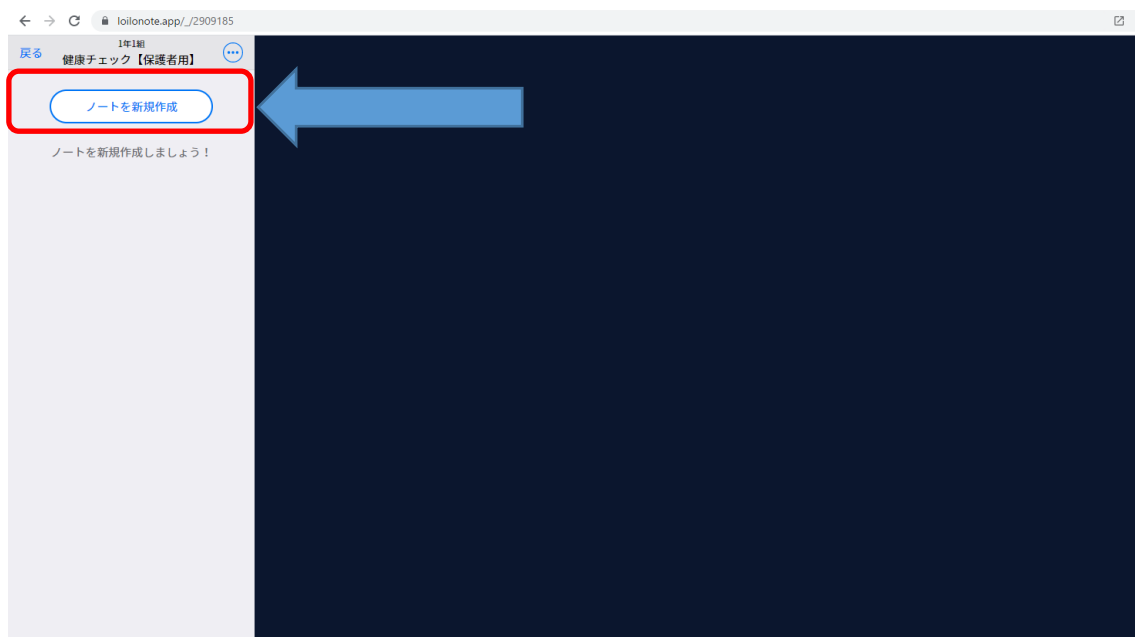 loilonote.app/_/2909185
1年1組
戻る
健康チェック【保護者用】
ノートを新規作成
ノートを新規作成しましょう！